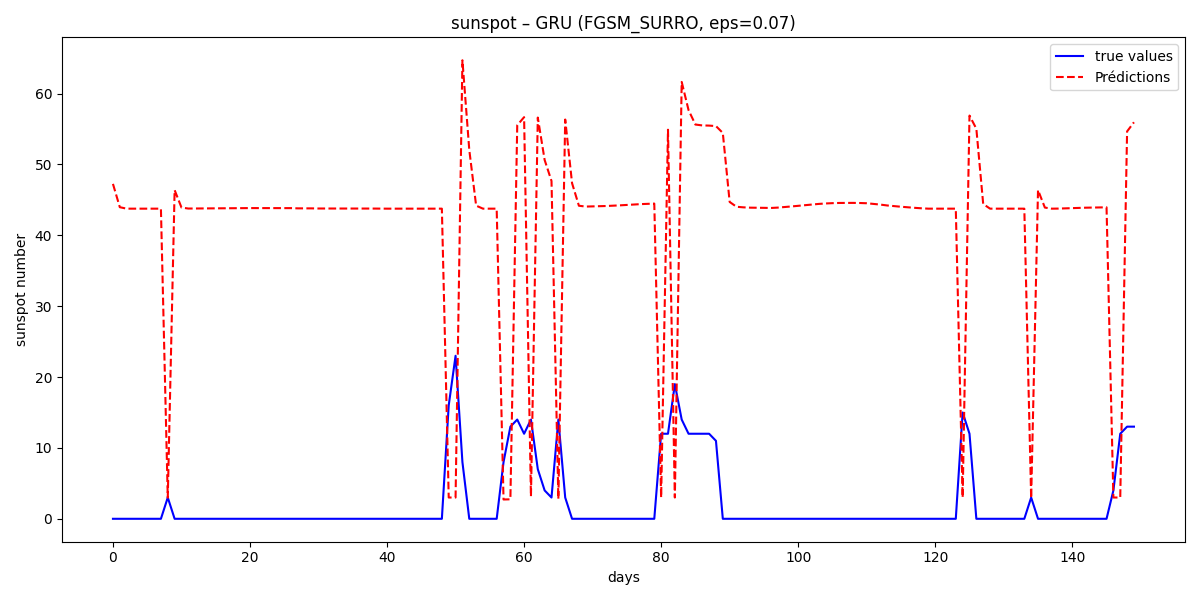 sunspot – GRU (FGSM_SURRO, eps=0.07)
true values
Prédictions
sunspot number
60
50
40
30
20
10
0
0 20 40 60 80 100 120 140
days